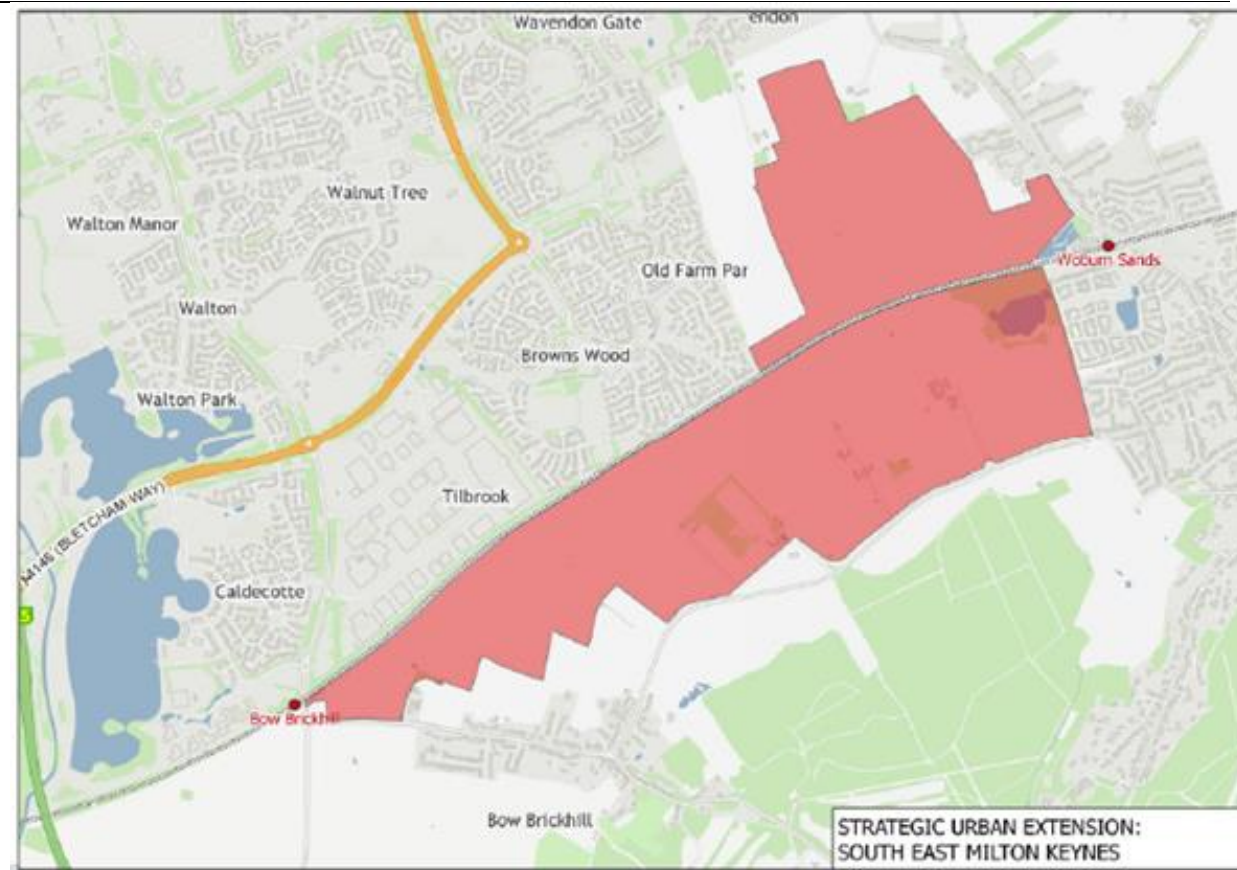 Wavendon Gate
endon
Walnut Tree
Walton Manor
Old Farm Par
Woburn Sands
Walton
Browns Wood
Walton Park
Tilbrook
A4146 (BLETCHAM WAY)
Caldecotte
5
Bow Brickhill
Bow Brickhill
STRATEGIC URBAN EXTENSION:
SOUTH EAST MILTON KEYNES